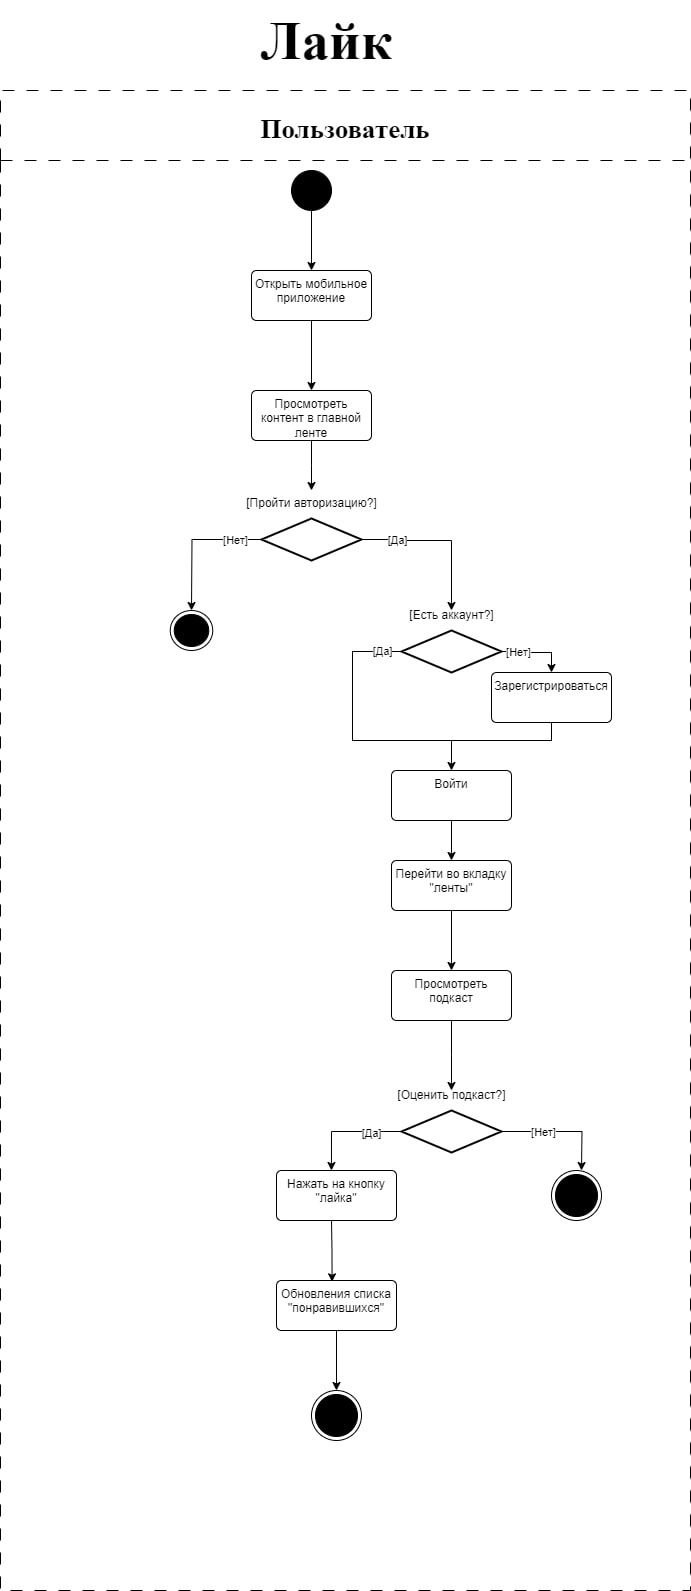 Лайк
Пользователь
Открыть мобильное
приложение
Просмотреть
контент в главной
ленте
[Пройти авторизацию?]
[Нет]
[Да]
[Есть аккаунт?]
[Да]
[Нет]
Зарегистрироваться
Войти
Перейти во вкладку
"ленты"
Просмотреть
подкаст
[Оценить подкаст?]
[Да]
[Нет]
Нажать на кнопку
"лайка"
Обновления списка
"понравившихся"